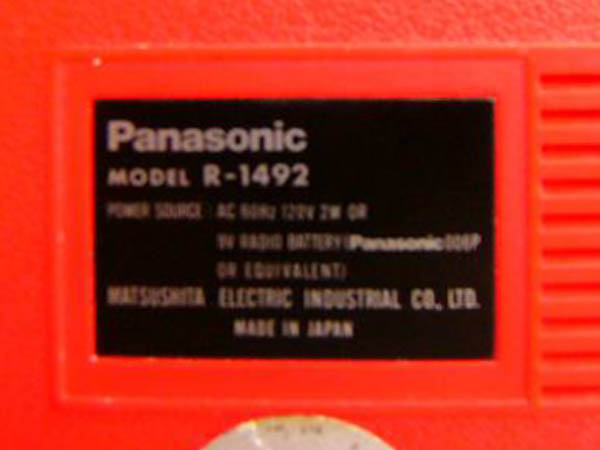 Panasonic
MODEL R-1492
POWER SOURCE: AC 60Hz 120V 2W OR
9V RADIO BATTERY (Panasonic 006P
OR EQUIVALENT)
MATSUSHITA ELECTRIC INDUSTRIAL CO., LTD.
MADE IN JAPAN